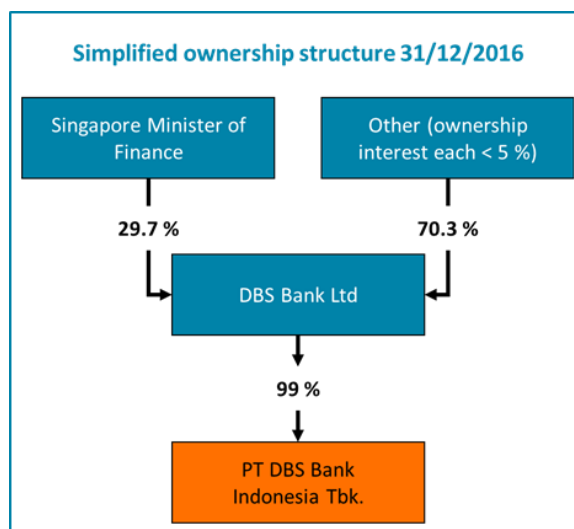 Simplified ownership structure 31/12/2016
Singapore Minister of
Finance
Other (ownership
interest each < 5 %)
29.7 %
70.3 %
DBS Bank Ltd
99 %
PT DBS Bank
Indonesia Tbk.